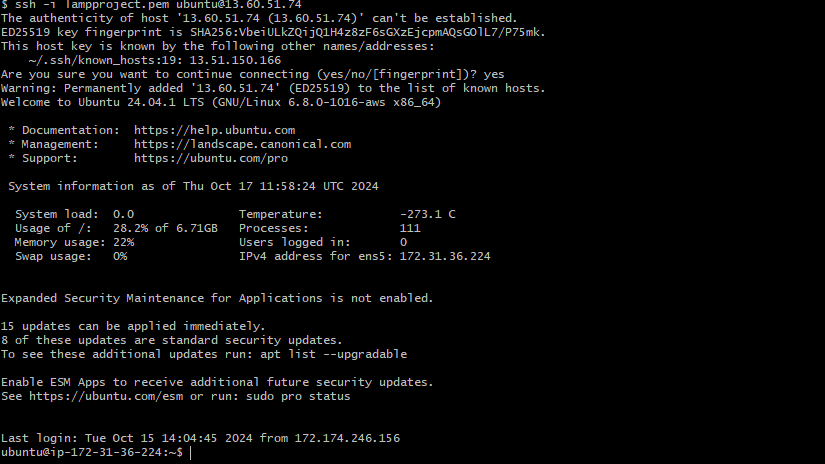 $ ssh -i lampproject.pem ubuntu@13.60.51.74
The authenticity of host '13.60.51.74 (13.60.51.74)' can't be established.
ED25519 key fingerprint is SHA256:VbeiULkZQijQ1H4z8zF6sGXzEjcpmAQsGOlL7/P75mk.
This host key is known by the following other names/addresses:
    ~/.ssh/known_hosts:19: 13.51.150.166
Are you sure you want to continue connecting (yes/no/[fingerprint])? yes
Warning: Permanently added '13.60.51.74' (ED25519) to the list of known hosts.
Welcome to Ubuntu 24.04.1 LTS (GNU/Linux 6.8.0-1016-aws x86_64)
 * Documentation:  https://help.ubuntu.com
 * Management:     https://landscape.canonical.com
 * Support:        https://ubuntu.com/pro
 System information as of Thu Oct 17 11:58:24 UTC 2024
  System load:  0.0               Temperature:           -273.1 C
  Usage of /:   28.2% of 6.71GB   Processes:             111
  Memory usage: 22%               Users logged in:       0
  Swap usage:   0%                IPv4 address for ens5: 172.31.36.224
Expanded Security Maintenance for Applications is not enabled.
15 updates can be applied immediately.
8 of these updates are standard security updates.
To see these additional updates run: apt list --upgradable
Enable ESM Apps to receive additional future security updates.
See https://ubuntu.com/esm or run: sudo pro status
Last login: Tue Oct 15 14:04:45 2024 from 172.174.246.156
ubuntu@ip-172-31-36-224:~$